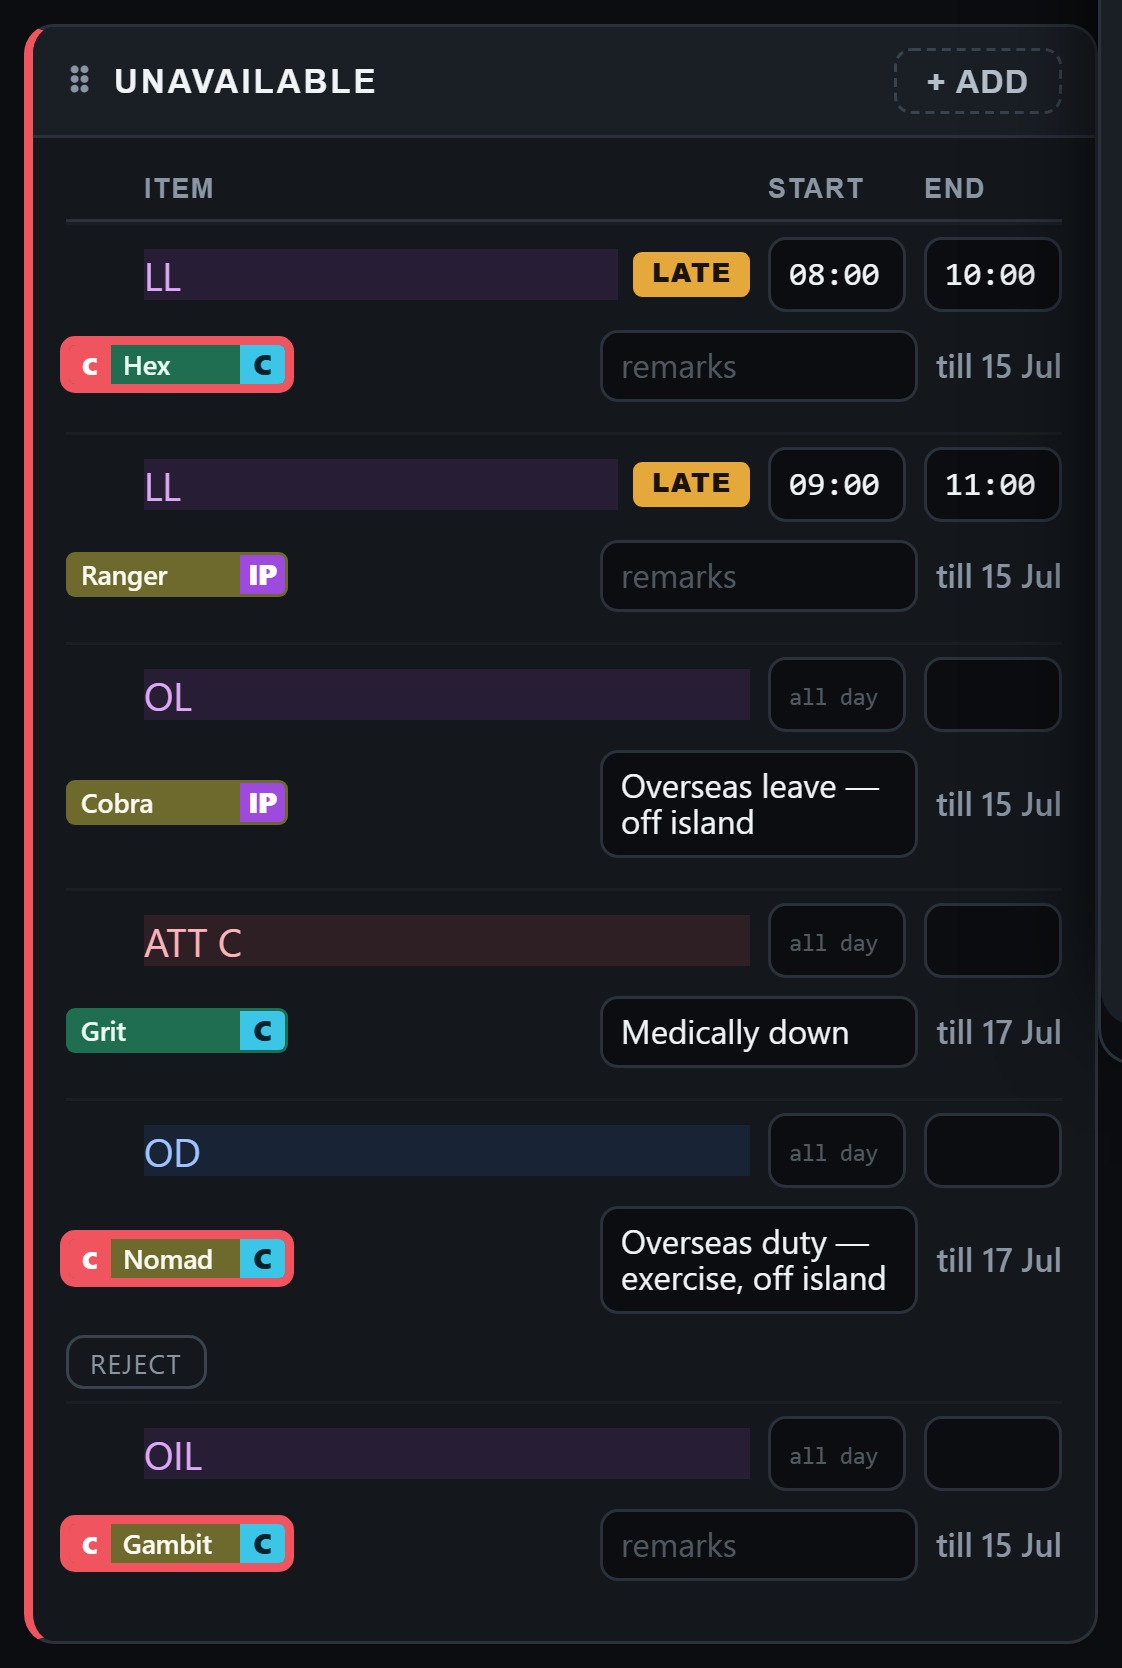 UNAVAILABLE
+ ADD
ITEM START END
LL LATE 08:00 10:00
C Hex C remarks till 15 Jul
LL LATE 09:00 11:00
Ranger IP remarks till 15 Jul
OL all day
Cobra IP Overseas leave — till 15 Jul
off island
ATT C all day
Grit C Medically down till 17 Jul
OD all day
C Nomad C Overseas duty — till 17 Jul
exercise, off island
REJECT
OIL all day
C Gambit C remarks till 15 Jul